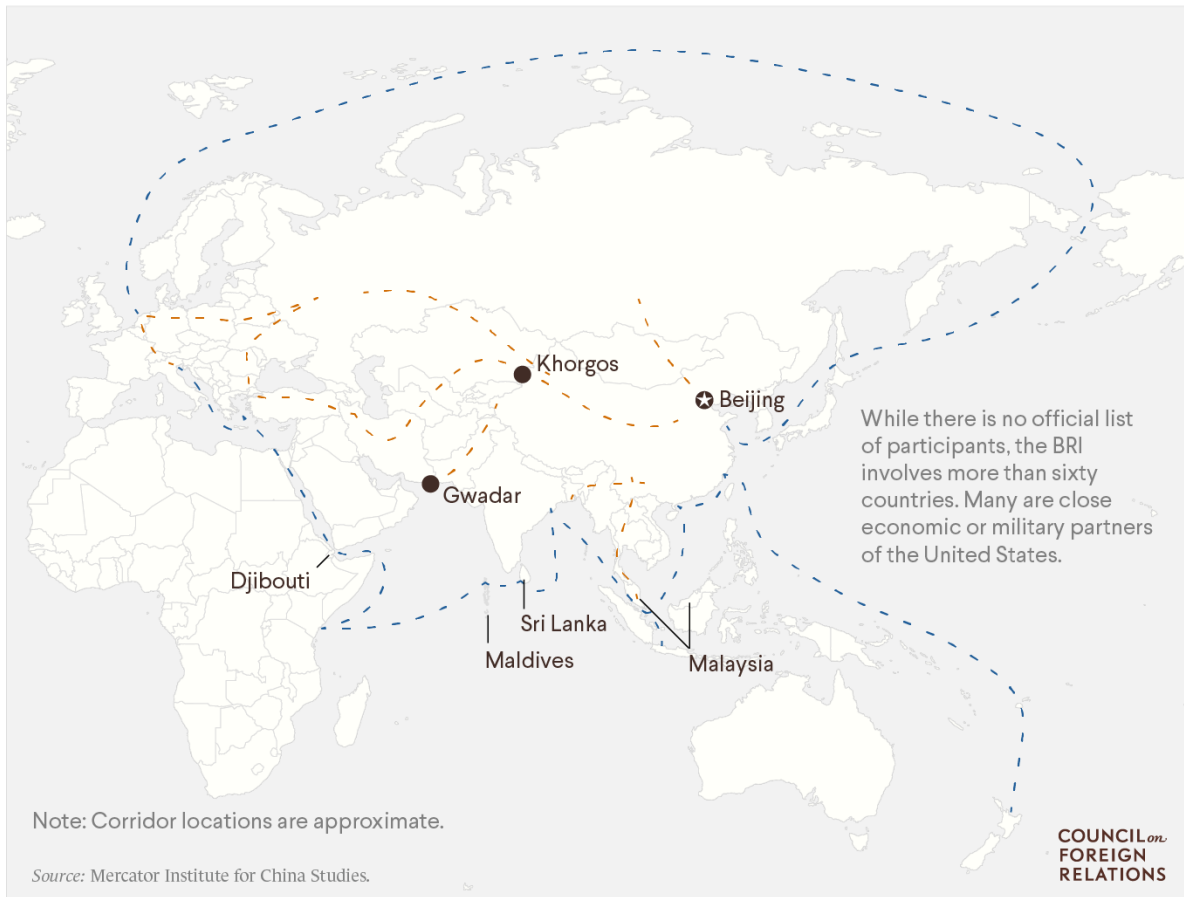 Khorgos
Beijing
While there is no official list
of participants, the BRI
involves more than sixty
countries. Many are close
economic or military partners
of the United States.
Gwadar
Djibouti
Sri Lanka
Maldives
Malaysia
Note: Corridor locations are approximate.
Source: Mercator Institute for China Studies.
COUNCIL on
FOREIGN
RELATIONS